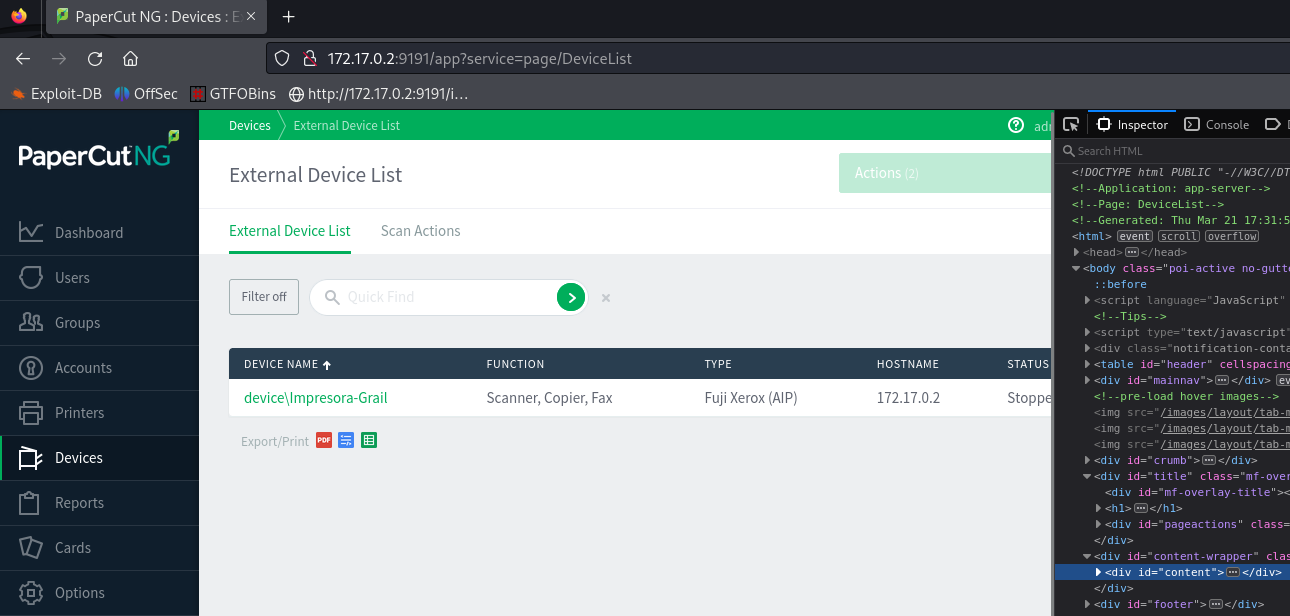 PaperCut NG : Devices : E
172.17.0.2:9191/app?service=page/DeviceList
Exploit-DB OffSec GTFOBins http://172.17.0.2:9191/i…
PaperCutNG
Dashboard
Users
Groups
Accounts
Printers
Devices
Reports
Cards
Options
Devices External Device List
External Device List
Actions (2)
External Device List Scan Actions
Filter off
Quick Find
DEVICE NAME FUNCTION TYPE HOSTNAME STATUS
device\Impresora-Grail Scanner, Copier, Fax Fuji Xerox (AIP) 172.17.0.2 Stoppe
Export/Print PDF
Inspector Console
Search HTML
<!DOCTYPE html PUBLIC "-//W3C//DT
<!--Application: app-server-->
<!--Page: DeviceList-->
<!--Generated: Thu Mar 21 17:31:5
<html> event scroll overflow
<head> </head>
<body class="poi-active no-gutte
::before
<script language="JavaScript"
<!--Tips-->
<script type="text/javascript"
<div class="notification-conta
<table id="header" cellspacing
<div id="mainnav"> </div> ev
<!--pre-load hover images-->
<img src="/images/layout/tab-m
<img src="/images/layout/tab-m
<img src="/images/layout/tab-m
<div id="crumb"> </div>
<div id="title" class="mf-over
<div id="mf-overlay-title"><
<h1> </h1>
<div id="pageactions" class=
</div>
<div id="content-wrapper" clas
<div id="content"> </div>
</div>
<div id="footer"> </div>